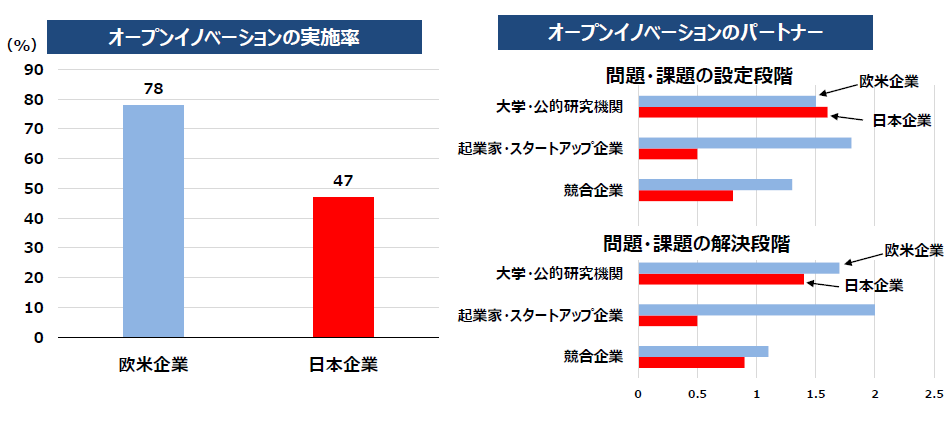 オープンイノベーションの実施率
(%)
90
80
70
60
50
40
30
20
10
0
78
47
欧米企業
日本企業
オープンイノベーションのパートナー
問題・課題の設定段階
欧米企業
大学・公的研究機関
日本企業
起業家・スタートアップ企業
競合企業
問題・課題の解決段階
欧米企業
大学・公的研究機関
日本企業
起業家・スタートアップ企業
競合企業
0 0.5 1 1.5 2 2.5